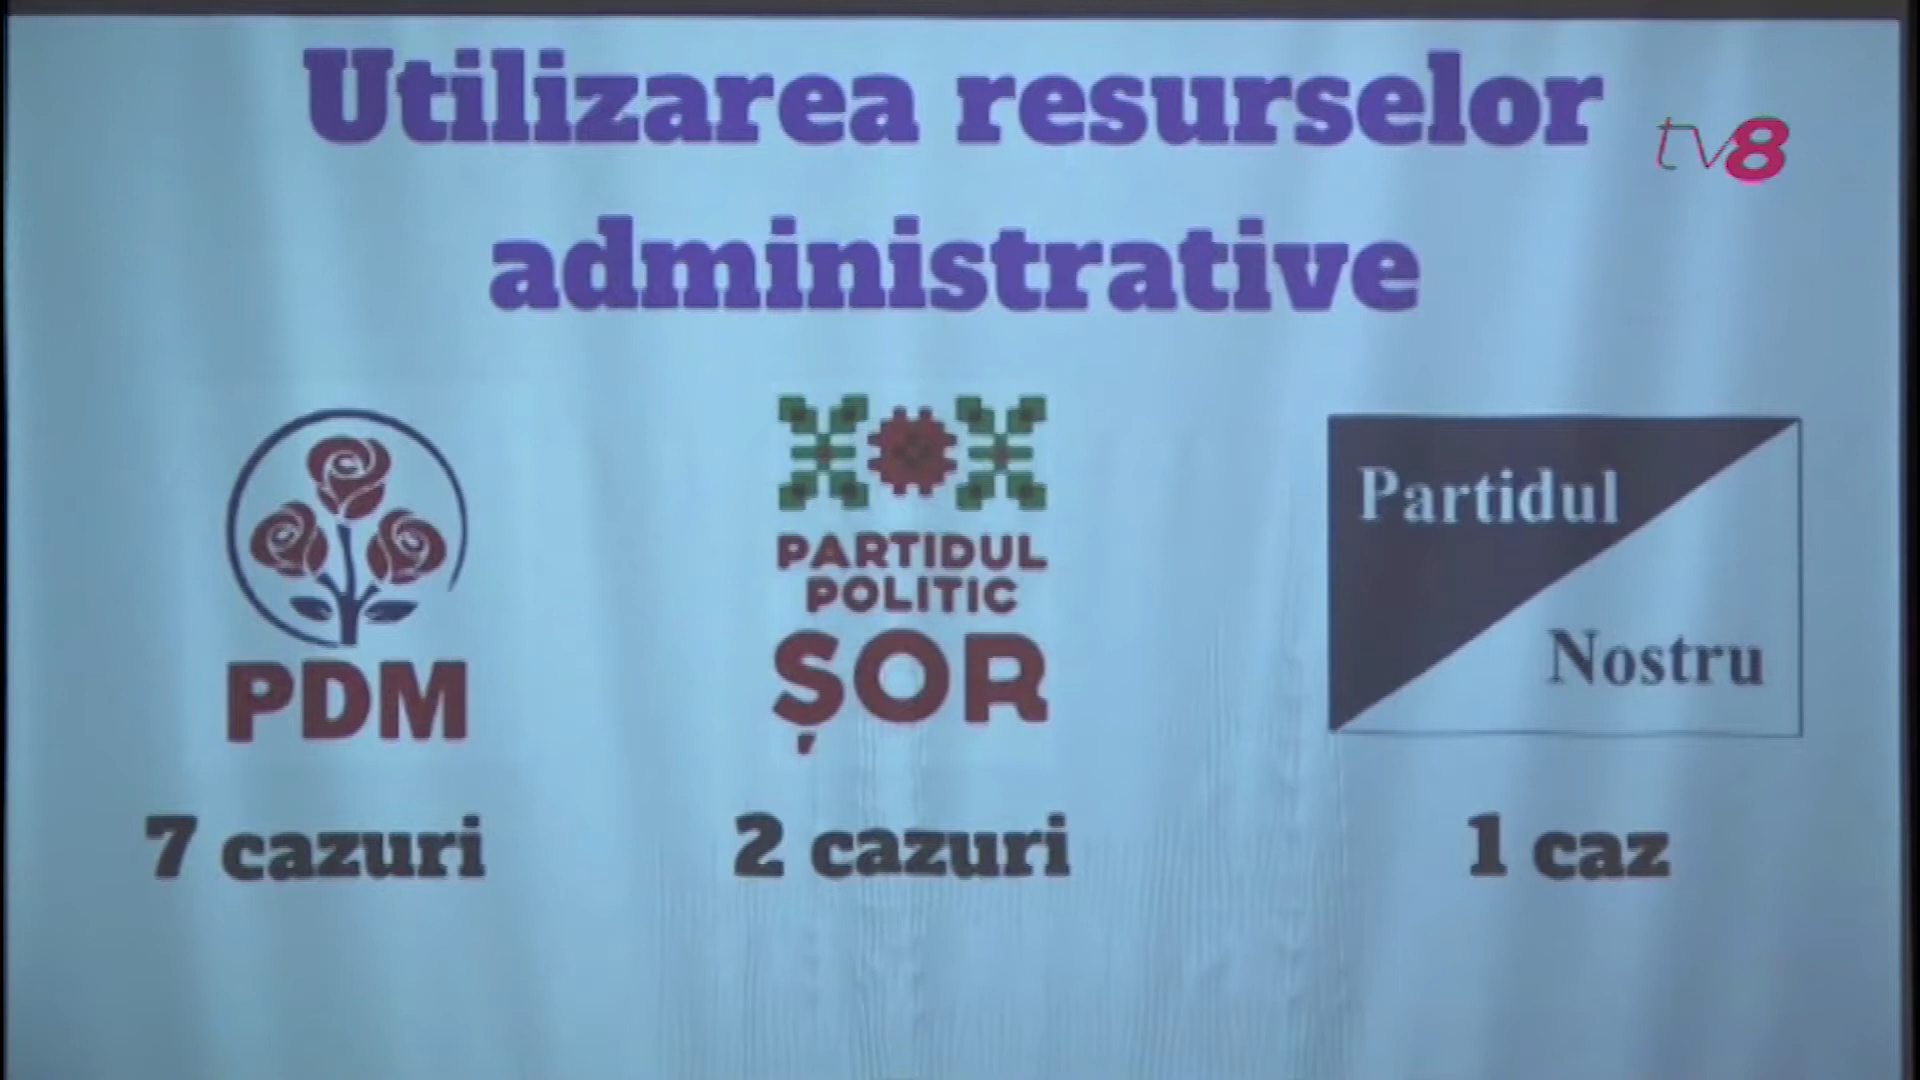 Utilizarea resurselor
administrative
tv8
PDM
PARTIDUL
POLITIC
ȘOR
Partidul
Nostru
7 cazuri
2 cazuri
1 caz